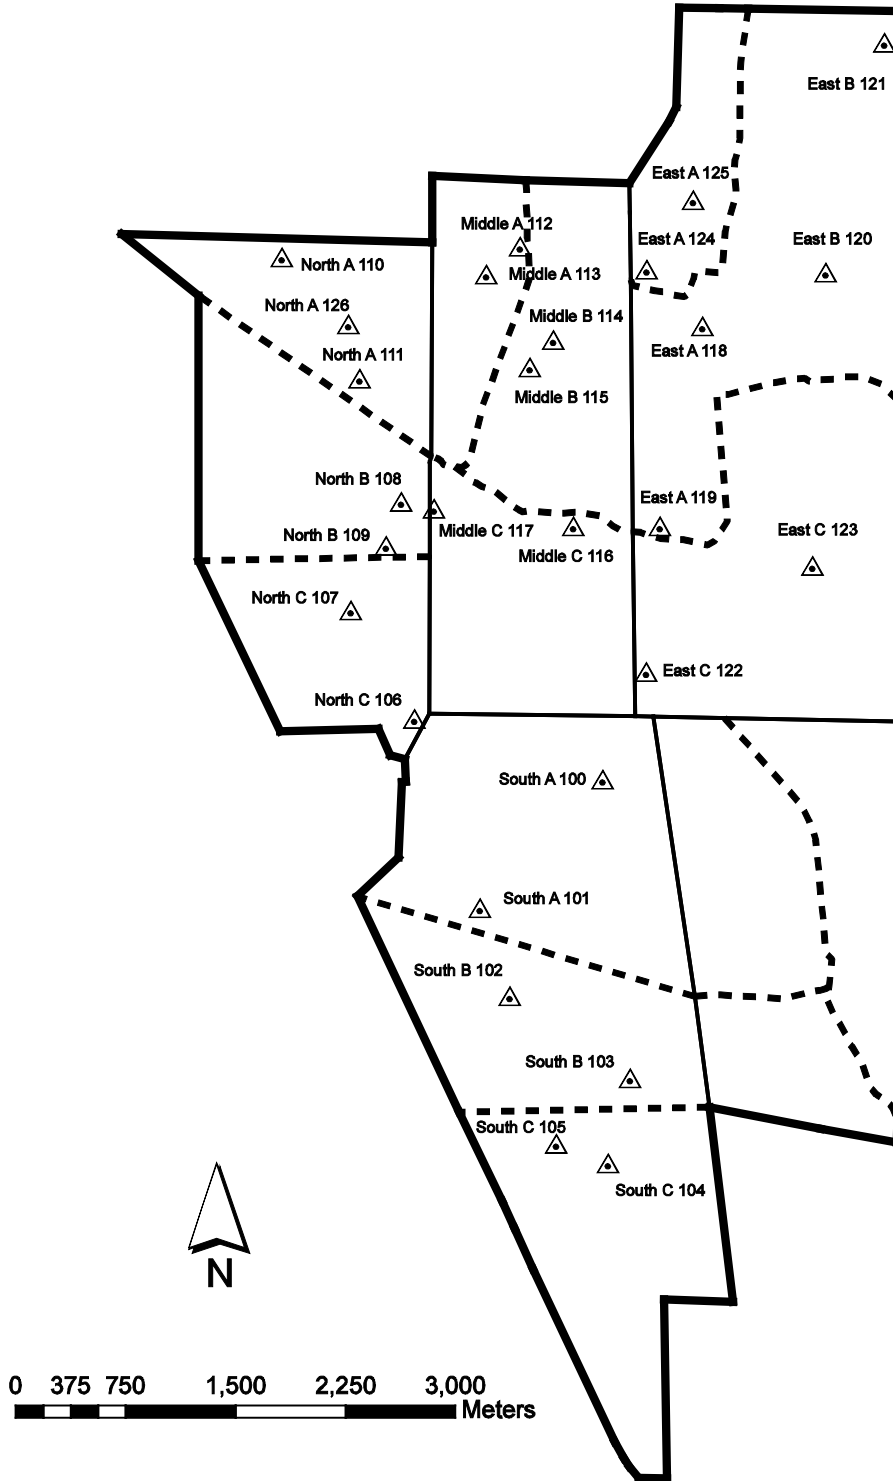 East B 121
East A 125
Middle A 112
East A 124
East B 120
North A 110
Middle A 113
North A 126
Middle B 114
North A 111
East A 118
Middle B 115
North B 108
East A 119
Middle C 117
East C 123
North B 109
Middle C 116
North C 107
East C 122
North C 106
South A 100
South A 101
South B 102
South B 103
South C 105
South C 104
N
0 375 750 1,500 2,250 3,000
Meters